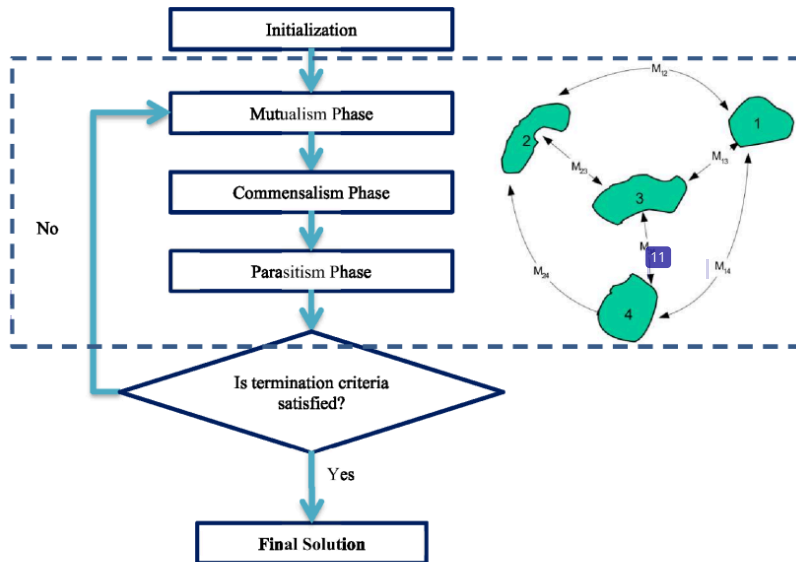 Initialization
Mutualism Phase
Commensalism Phase
Parasitism Phase
No
Is termination criteria
satisfied?
Yes
Final Solution
M12
1
2
M23
M13
3
M
11
M24
M14
4